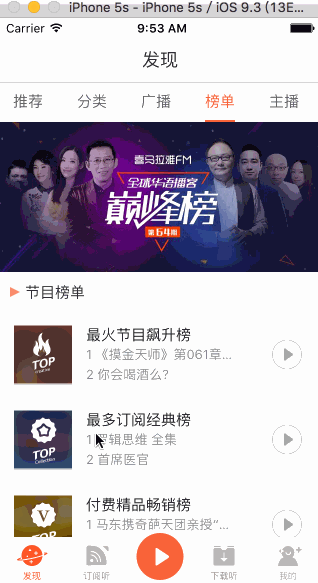 iPhone 5s - iPhone 5s / iOS 9.3 (13E...
Carrier 9:53 AM
发现
推荐 分类 广播 榜单 主播
喜马拉雅FM
全球华语播客
巅峰榜
第64期
节目榜单
TOP
最火节目飙升榜
1 《摸金天师》第061章...
2 你会喝酒么?
TOP
Collection
最多订阅经典榜
1 罗辑思维 全集
2 首席医官
V
TOP
付费精品畅销榜
1 马东携奇葩天团亲授“...
发现 订阅听 下载听 我的